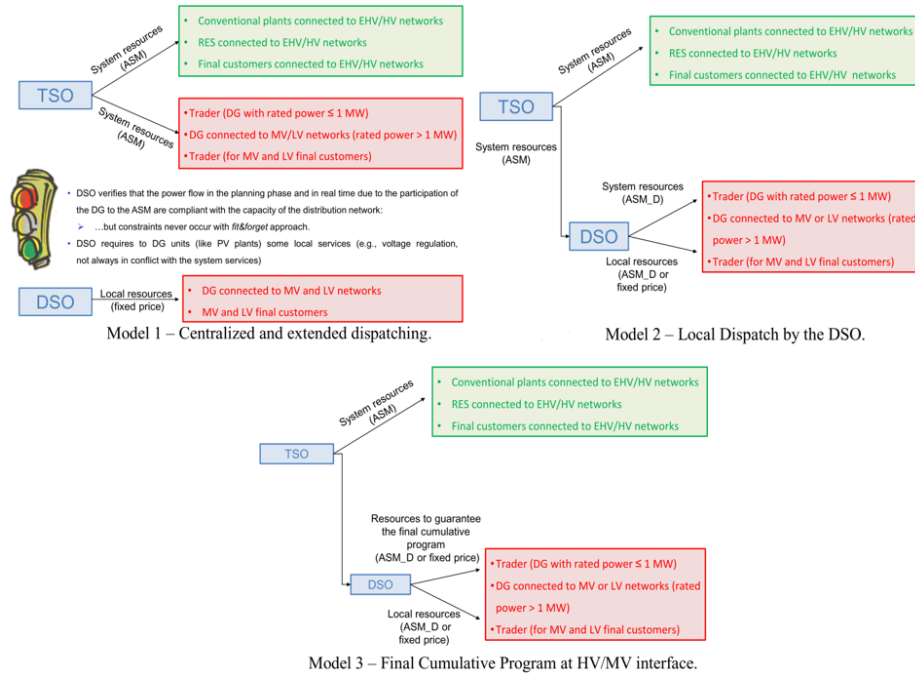 System resources
(ASM)
• Conventional plants connected to EHV/HV networks
• RES connected to EHV/HV networks
• Final customers connected to EHV/HV networks
TSO
System resources
(ASM)
• Trader (DG with rated power ≤ 1 MW)
• DG connected to MV/LV networks (rated power > 1 MW)
• Trader (for MV and LV final customers)
• DSO verifies that the power flow in the planning phase and in real time due to the participation of
the DG to the ASM are compliant with the capacity of the distribution network:
➢ …but constraints never occur with fit&forget approach.
• DSO requires to DG units (like PV plants) some local services (e.g., voltage regulation,
not always in conflict with the system services)
DSO
Local resources
(fixed price)
• DG connected to MV and LV networks
• MV and LV final customers
Model 1 – Centralized and extended dispatching.
System resources
(ASM)
• Conventional plants connected to EHV/HV networks
• RES connected to EHV/HV networks
• Final customers connected to EHV/HV networks
TSO
System resources
(ASM)
System resources
(ASM_D)
DSO
Local resources
(ASM_D or
fixed price)
• Trader (DG with rated power ≤ 1 MW)
• DG connected to MV or LV networks (rated
power > 1 MW)
• Trader (for MV and LV final customers)
Model 2 – Local Dispatch by the DSO.
System resources
(ASM)
• Conventional plants connected to EHV/HV networks
• RES connected to EHV/HV networks
• Final customers connected to EHV/HV networks
TSO
Resources to guarantee
the final cumulative
program
(ASM_D or fixed price)
DSO
Local resources
(ASM_D or
fixed price)
• Trader (DG with rated power ≤ 1 MW)
• DG connected to MV or LV networks (rated
power > 1 MW)
• Trader (for MV and LV final customers)
Model 3 – Final Cumulative Program at HV/MV interface.